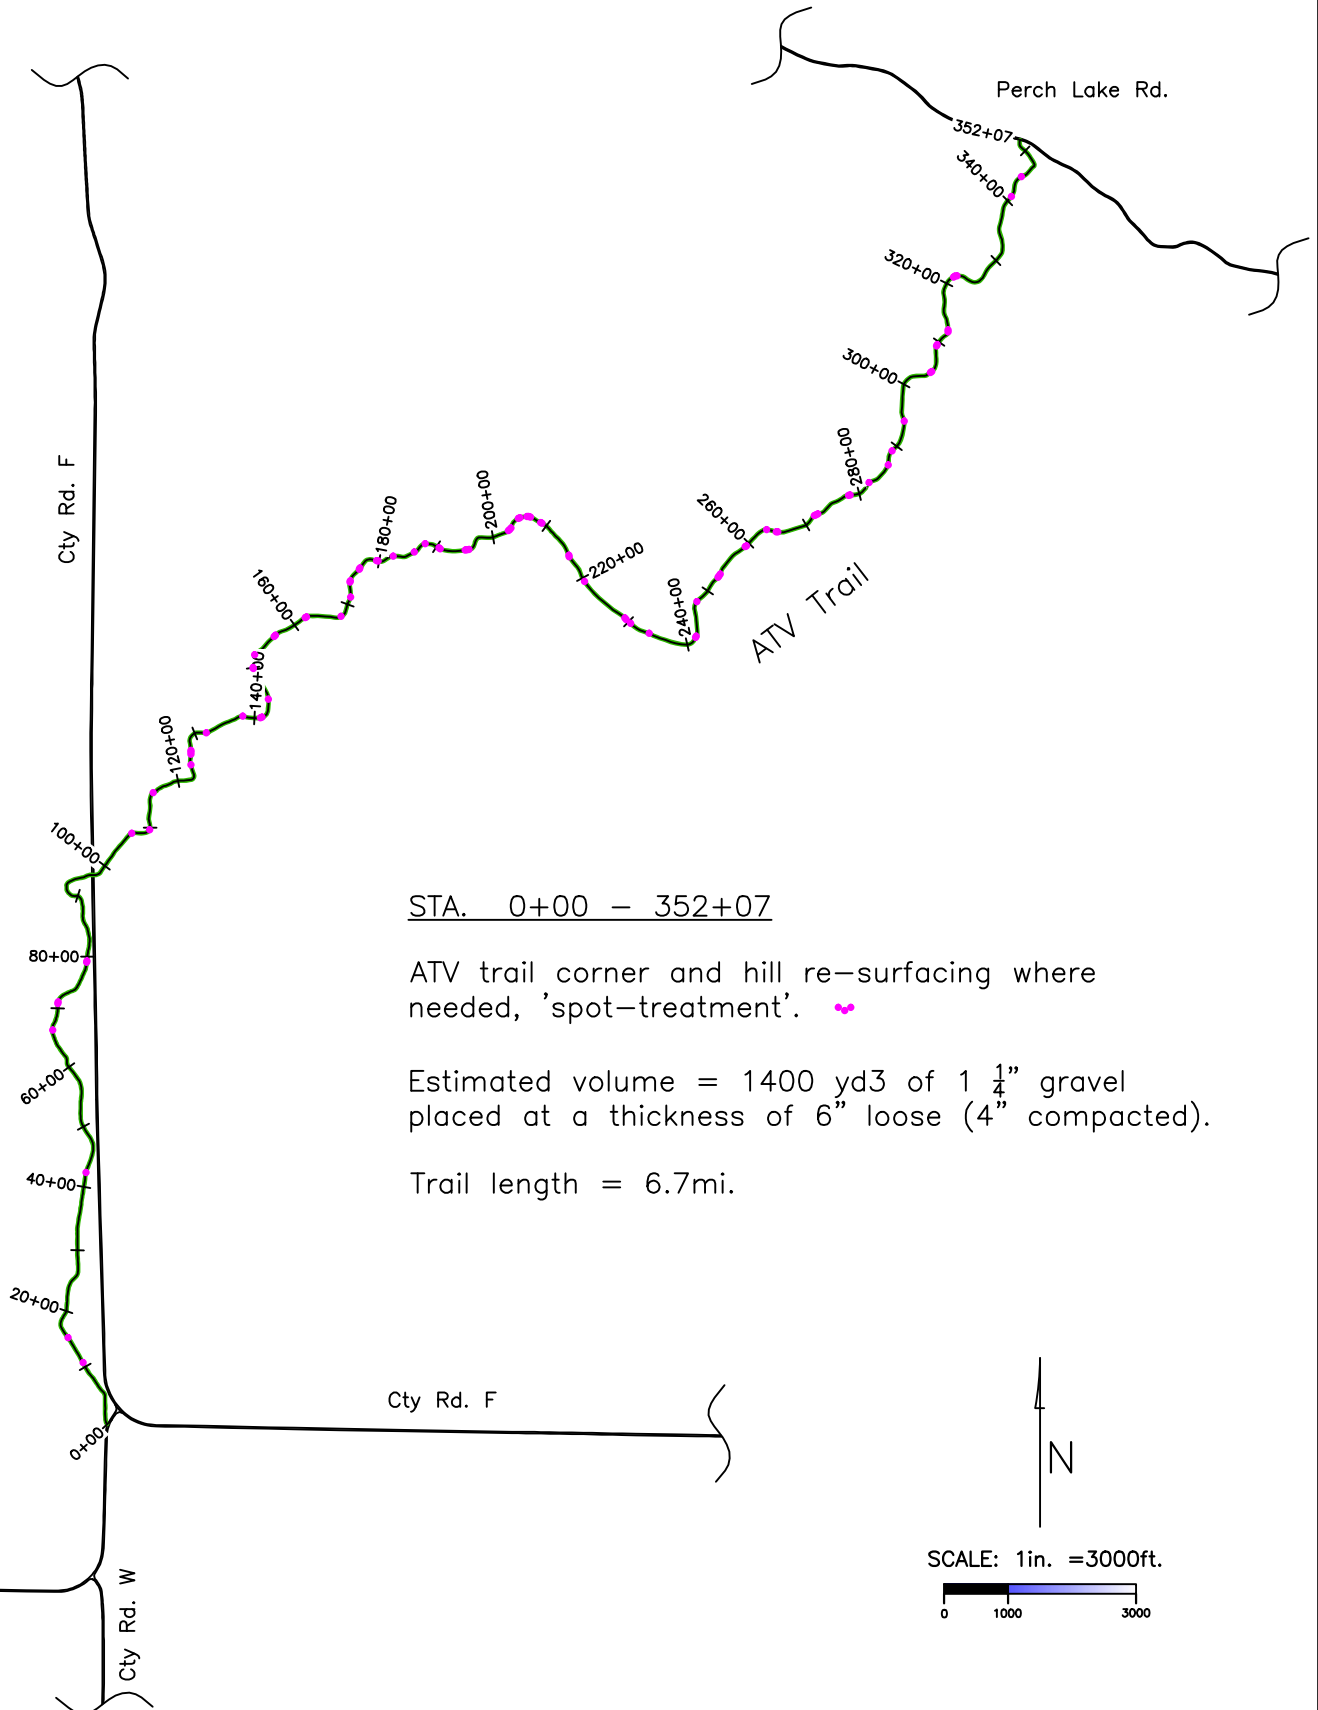 Perch Lake Rd.
352+07
340+00
320+00
300+00
280+00
260+00
240+00
220+00
200+00
180+00
160+00
140+00
120+00
100+00
80+00
60+00
40+00
20+00
0+00
Cty Rd. F
ATV Trail
STA. 0+00 - 352+07
ATV trail corner and hill re-surfacing where
needed, 'spot-treatment'.
Estimated volume = 1400 yd3 of 1 1/4" gravel
placed at a thickness of 6" loose (4" compacted).
Trail length = 6.7mi.
Cty Rd. F
N
SCALE: 1in. =3000ft.
0 1000 3000
Cty Rd. W